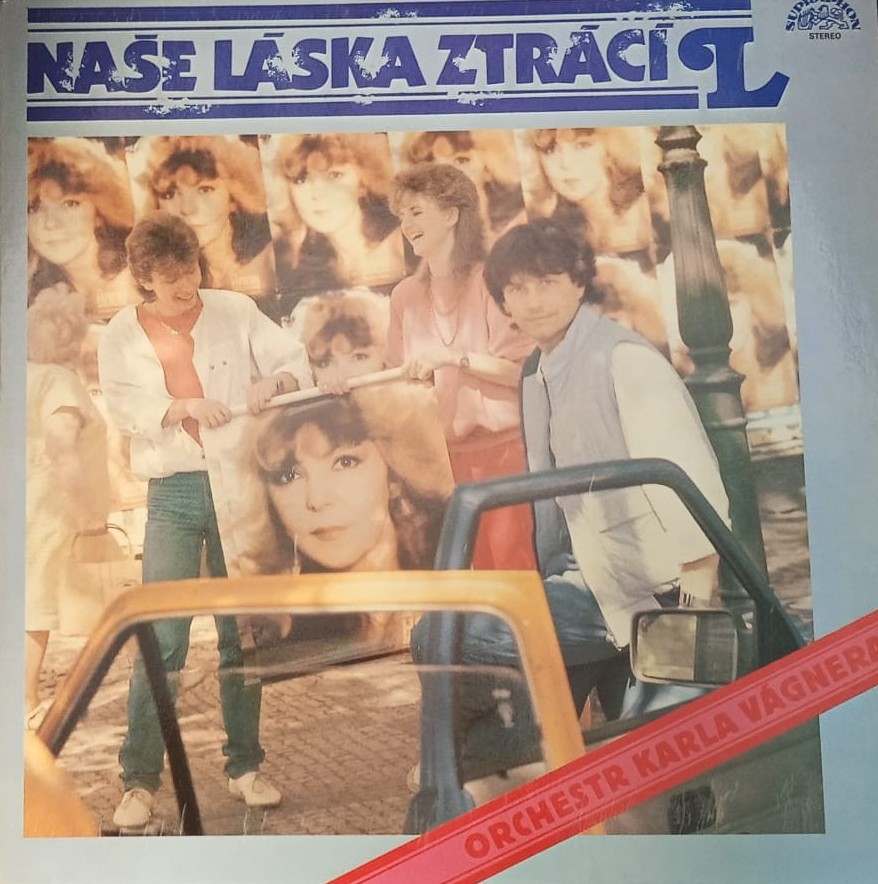 NAŠE LÁSKA ZTRÁCÍ L
SUPRAPHON
STEREO
ORCHESTR KARLA VÁGNERA